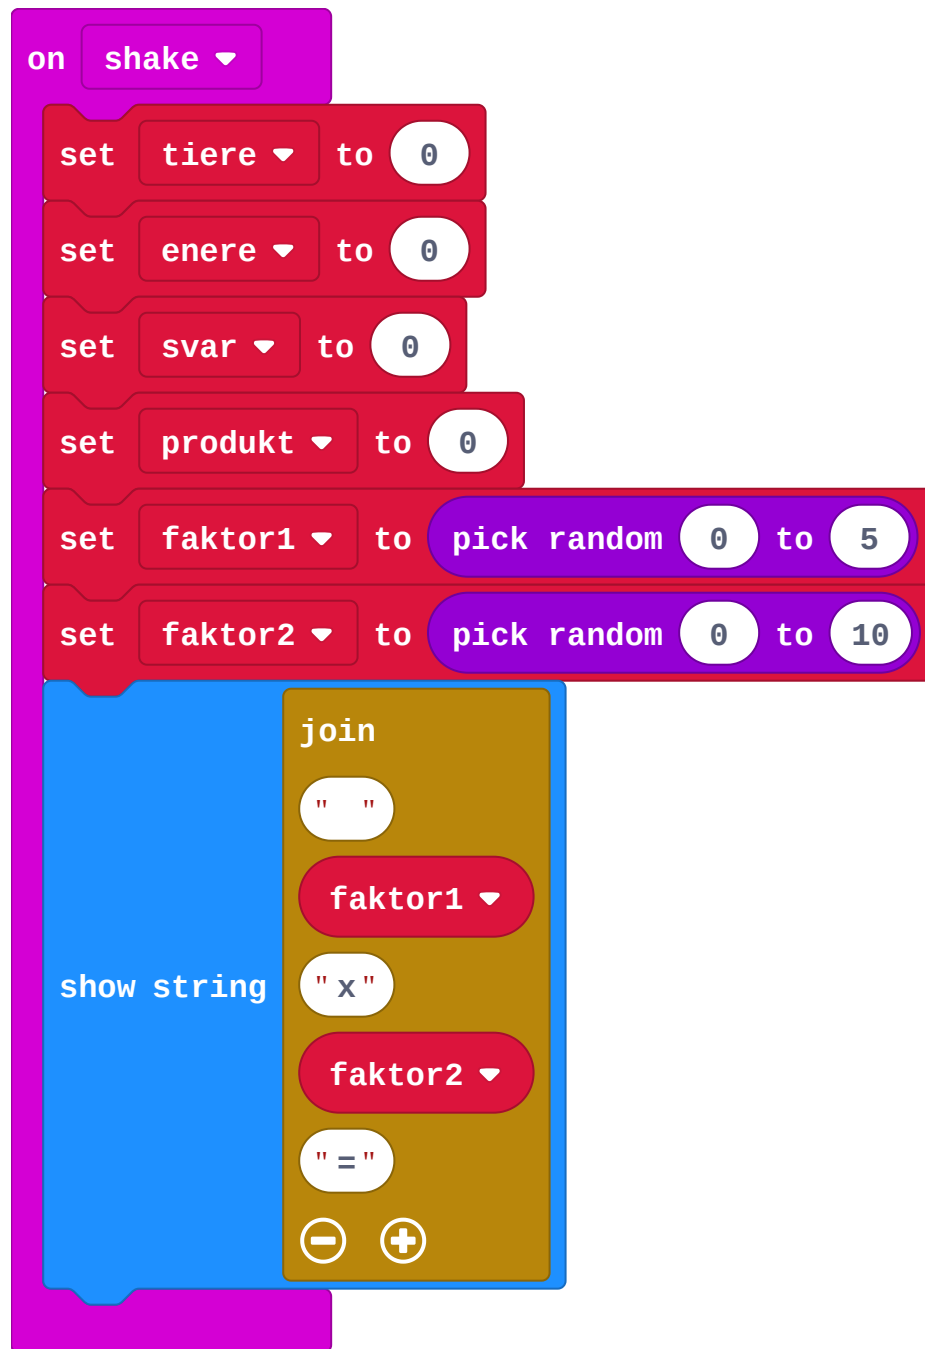 on shake
set tiere to 0
set enere to 0
set svar to 0
set produkt to 0
set faktor1 to pick random 0 to 5
set faktor2 to pick random 0 to 10
join
" "
faktor1
"x"
show string
faktor2
"="